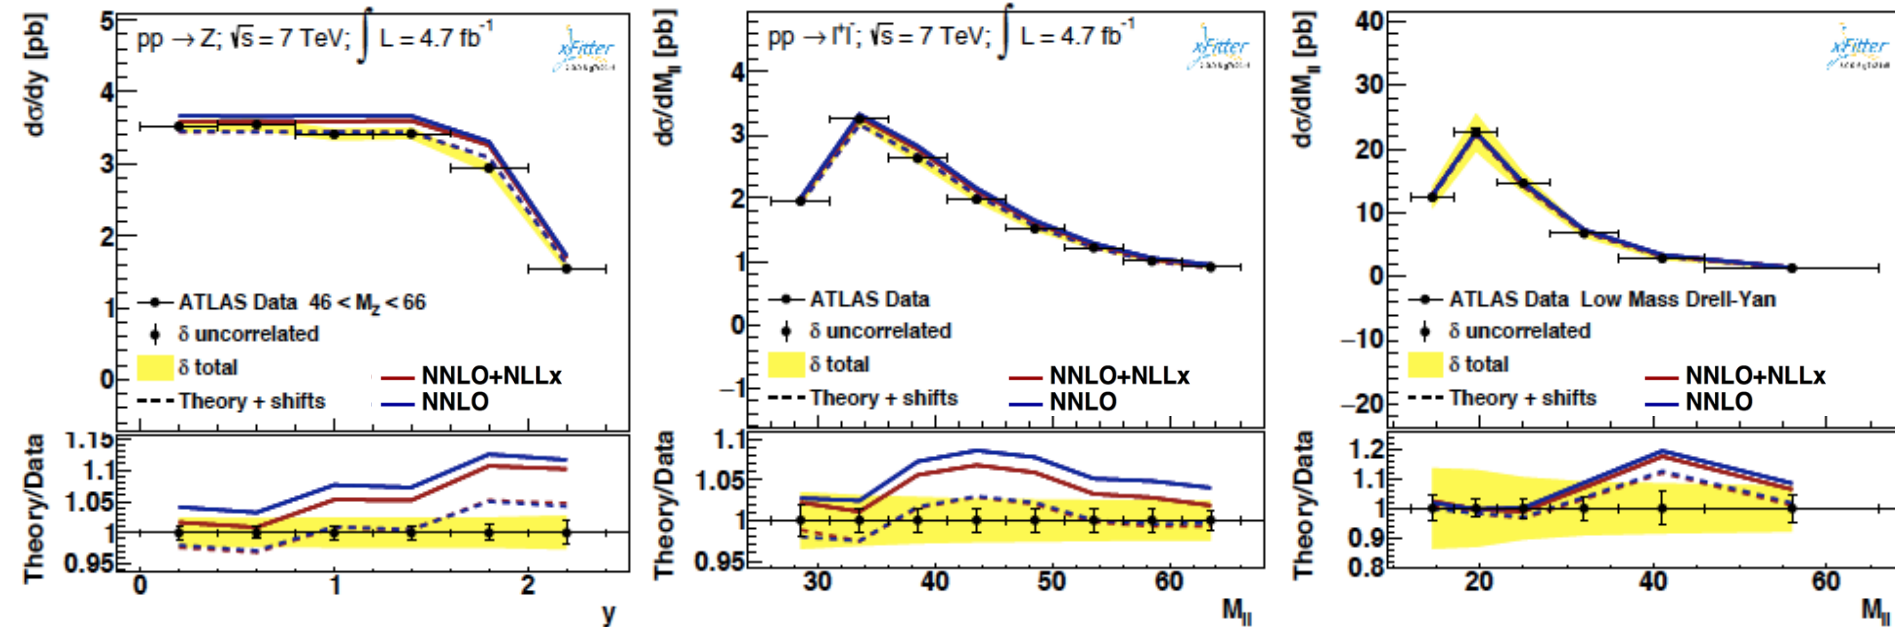 dσ/dy [pb]
pp → Z; √s = 7 TeV; ∫ L = 4.7 fb⁻¹
xFitter
5
4
3
2
1
0
ATLAS Data 46 < M_Z < 66
δ uncorrelated
δ total
Theory + shifts
NNLO+NLLx
NNLO
Theory/Data
1.15
1.1
1.05
1
0.95
0 1 2
y
dσ/dM_ll [pb]
pp → l⁺l⁻; √s = 7 TeV; ∫ L = 4.7 fb⁻¹
xFitter
4
3
2
1
0
−1
ATLAS Data
δ uncorrelated
δ total
Theory + shifts
NNLO+NLLx
NNLO
Theory/Data
1.1
1.05
1
0.95
30 40 50 60
M_ll
dσ/dM_ll [pb]
xFitter
40
30
20
10
0
−10
−20
ATLAS Data Low Mass Drell-Yan
δ uncorrelated
δ total
Theory + shifts
NNLO+NLLx
NNLO
Theory/Data
1.2
1.1
1
0.9
0.8
20 40 60
M_ll